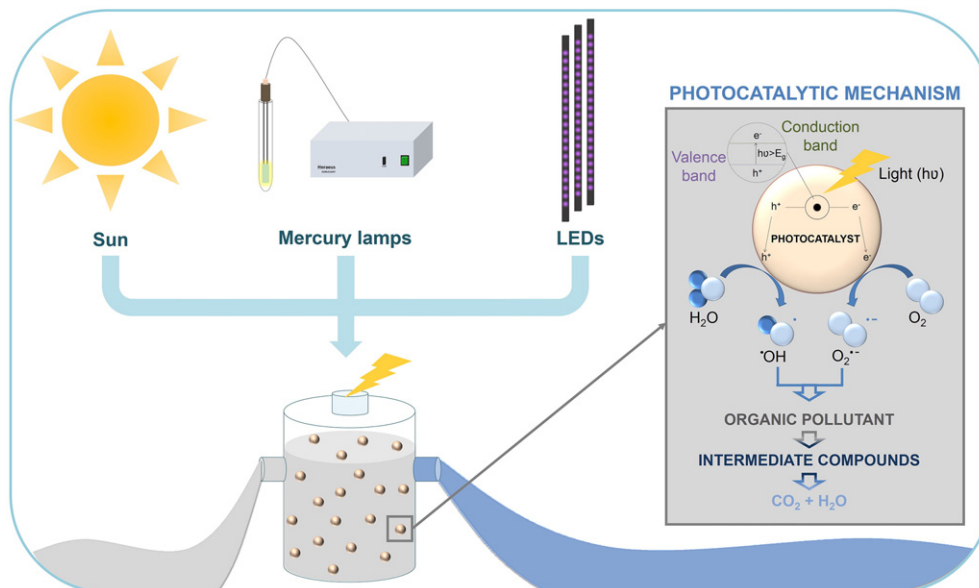 Sun
Mercury lamps
LEDs
Heraeus
PHOTOCATALYTIC MECHANISM
Conduction
band
e-
hυ>Eg
h+
Valence
band
Light (hυ)
h+
e-
PHOTOCATALYST
h+
e-
H2O
O2
•OH
O2•-
ORGANIC POLLUTANT
INTERMEDIATE COMPOUNDS
CO2 + H2O